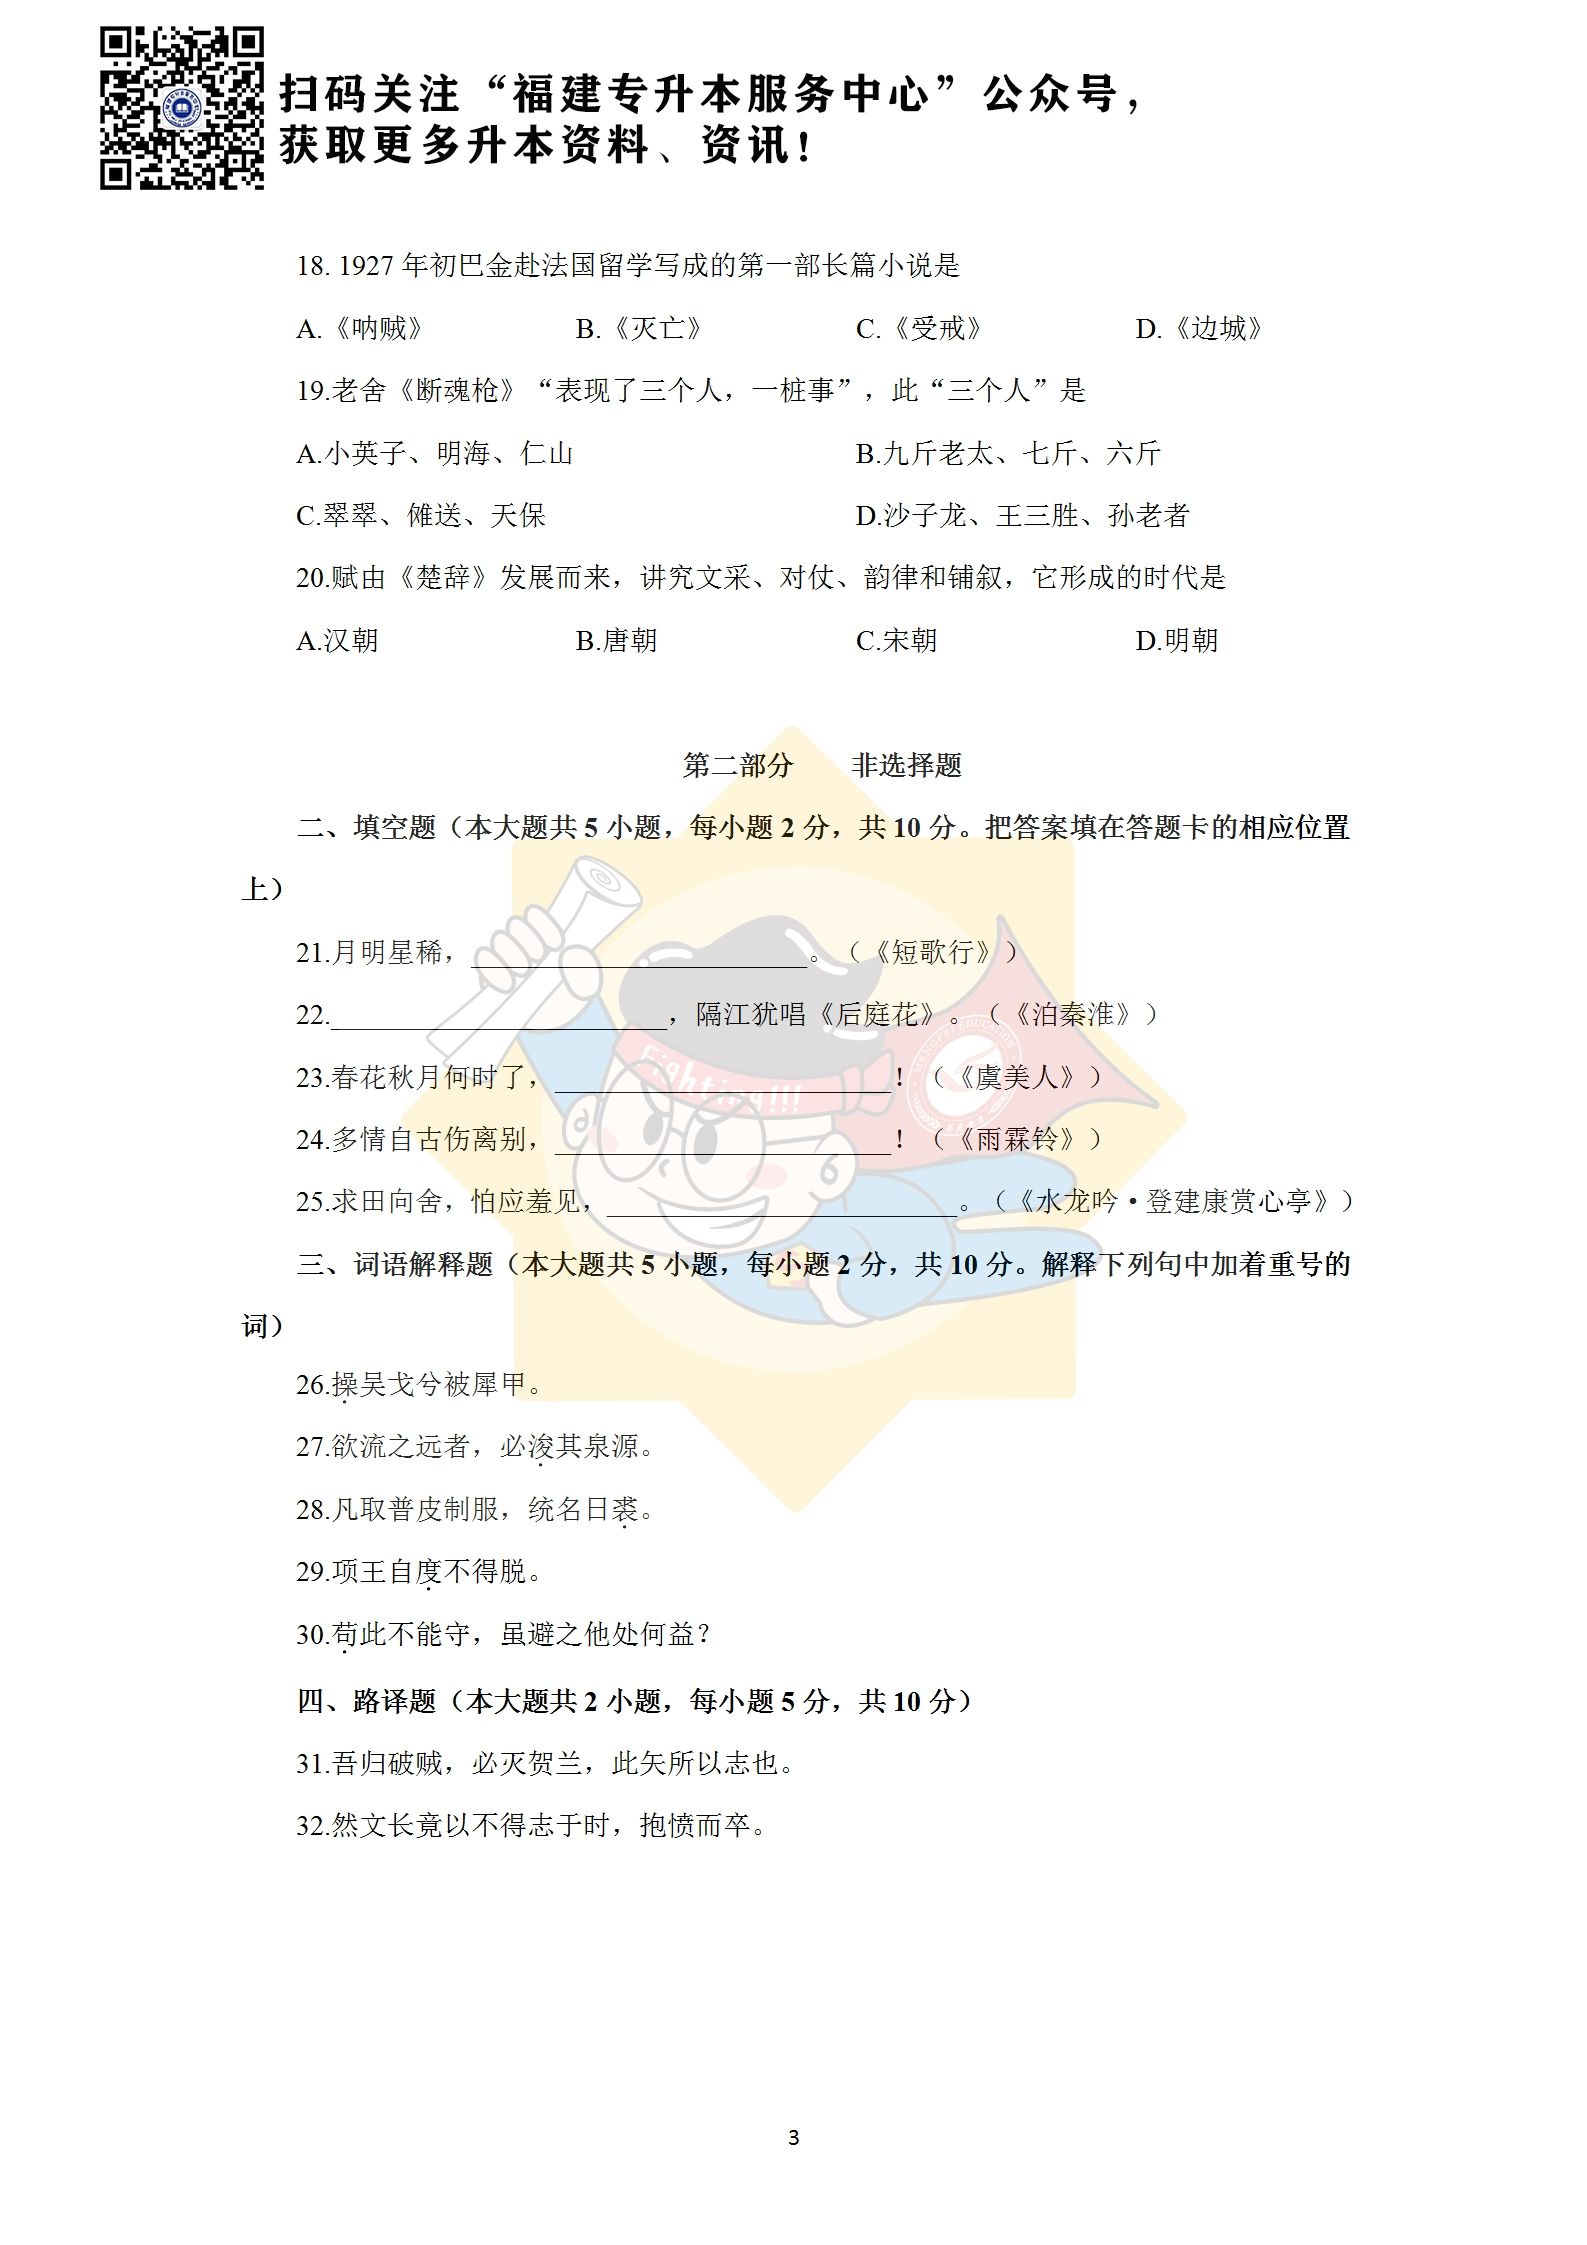 扫码关注“福建专升本服务中心”公众号，
获取更多升本资料、资讯！
18. 1927 年初巴金赴法国留学写成的第一部长篇小说是
A.《呐贼》 B.《灭亡》 C.《受戒》 D.《边城》
19.老舍《断魂枪》“表现了三个人，一桩事”，此“三个人”是
A.小英子、明海、仁山 B.九斤老太、七斤、六斤
C.翠翠、傩送、天保 D.沙子龙、王三胜、孙老者
20.赋由《楚辞》发展而来，讲究文采、对仗、韵律和铺叙，它形成的时代是
A.汉朝 B.唐朝 C.宋朝 D.明朝
第二部分 非选择题
二、填空题（本大题共 5 小题，每小题 2 分，共 10 分。把答案填在答题卡的相应位置
上）
21.月明星稀，________________________。（《短歌行》）
22.________________________，隔江犹唱《后庭花》。（《泊秦淮》）
23.春花秋月何时了，________________________！（《虞美人》）
24.多情自古伤离别，________________________！（《雨霖铃》）
25.求田向舍，怕应羞见，_________________________。（《水龙吟·登建康赏心亭》）
三、词语解释题（本大题共 5 小题，每小题 2 分，共 10 分。解释下列句中加着重号的
词）
26.操吴戈兮被犀甲。
27.欲流之远者，必浚其泉源。
28.凡取普皮制服，统名日裘。
29.项王自度不得脱。
30.苟此不能守，虽避之他处何益？
四、路译题（本大题共 2 小题，每小题 5 分，共 10 分）
31.吾归破贼，必灭贺兰，此矢所以志也。
32.然文长竟以不得志于时，抱愤而卒。
Fighting!!!
MENGFEI EDUCATION
3